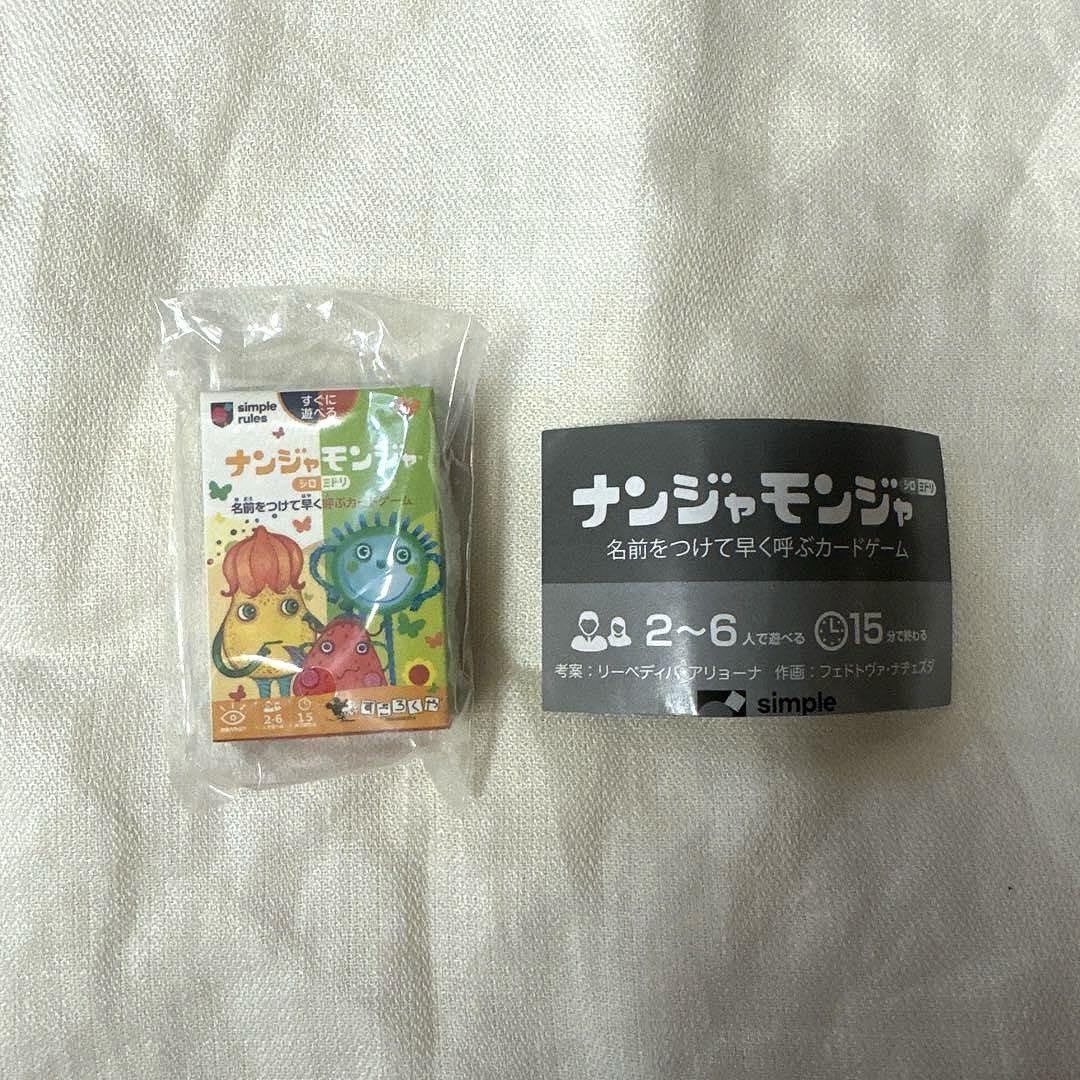 simple
rules
すぐに
遊べる
ナンジャモンジャ
シロ ミドリ
名前をつけて早く呼ぶカードゲーム
2-6
15
すごろくや
ナンジャモンジャ シロ ミドリ
名前をつけて早く呼ぶカードゲーム
2〜6人で遊べる 15分で終わる
考案：リーペディバ・アリョーナ 作画：フェドトヴァ・ナヂェズダ
simple